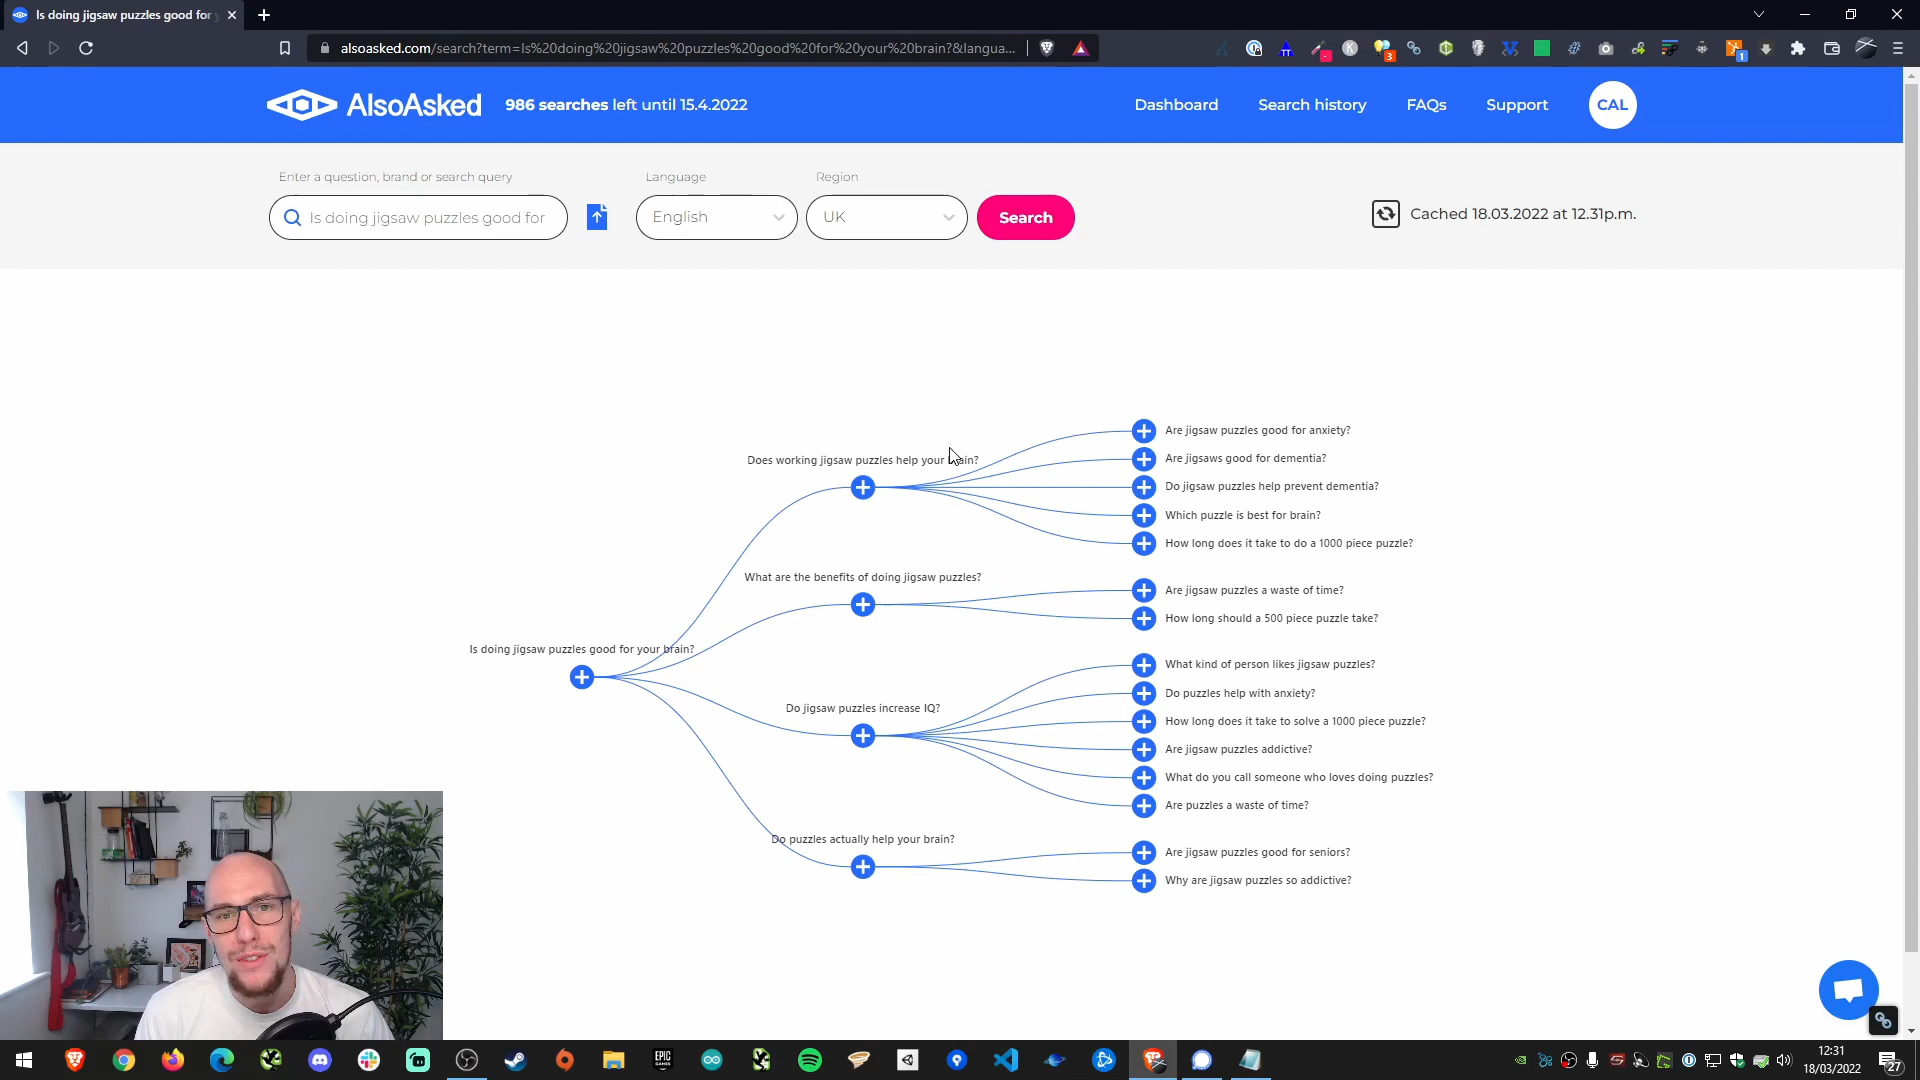 Is doing jigsaw puzzles good for
alsoasked.com/search?term=Is%20doing%20jigsaw%20puzzles%20good%20for%20your%20brain?&langua...
3
1
AlsoAsked
986 searches left until 15.4.2022
Dashboard
Search history
FAQs
Support
CAL
Enter a question, brand or search query
Language
Region
Is doing jigsaw puzzles good for
English
UK
Search
Cached 18.03.2022 at 12.31p.m.
Is doing jigsaw puzzles good for your brain?
Does working jigsaw puzzles help your brain?
Are jigsaw puzzles good for anxiety?
Are jigsaws good for dementia?
Do jigsaw puzzles help prevent dementia?
Which puzzle is best for brain?
How long does it take to do a 1000 piece puzzle?
What are the benefits of doing jigsaw puzzles?
Are jigsaw puzzles a waste of time?
How long should a 500 piece puzzle take?
Do jigsaw puzzles increase IQ?
What kind of person likes jigsaw puzzles?
Do puzzles help with anxiety?
How long does it take to solve a 1000 piece puzzle?
Are jigsaw puzzles addictive?
What do you call someone who loves doing puzzles?
Are puzzles a waste of time?
Do puzzles actually help your brain?
Are jigsaw puzzles good for seniors?
Why are jigsaw puzzles so addictive?
EPIC
GAMES
12:31
18/03/2022
27